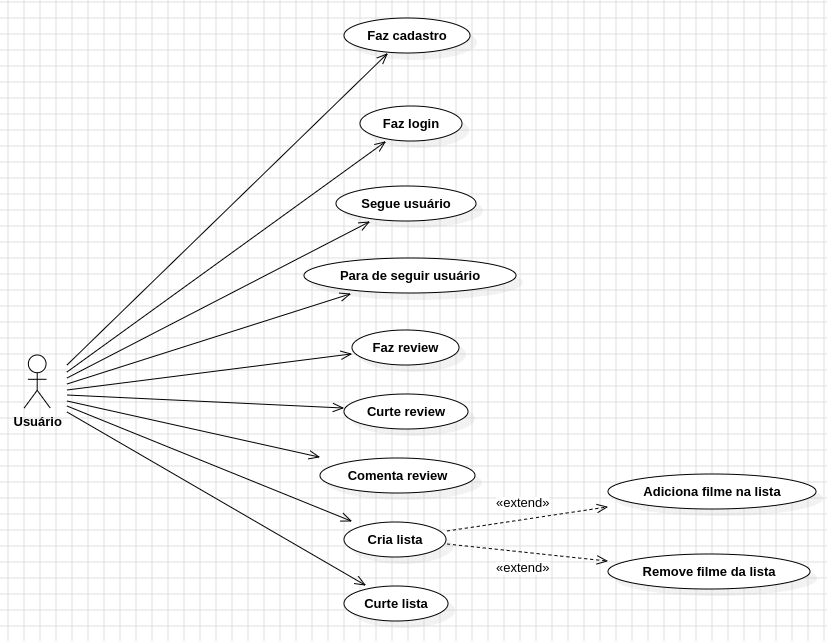 Faz cadastro
Faz login
Segue usuário
Para de seguir usuário
Faz review
Curte review
Usuário
Comenta review
«extend»
Adiciona filme na lista
Cria lista
«extend»
Remove filme da lista
Curte lista